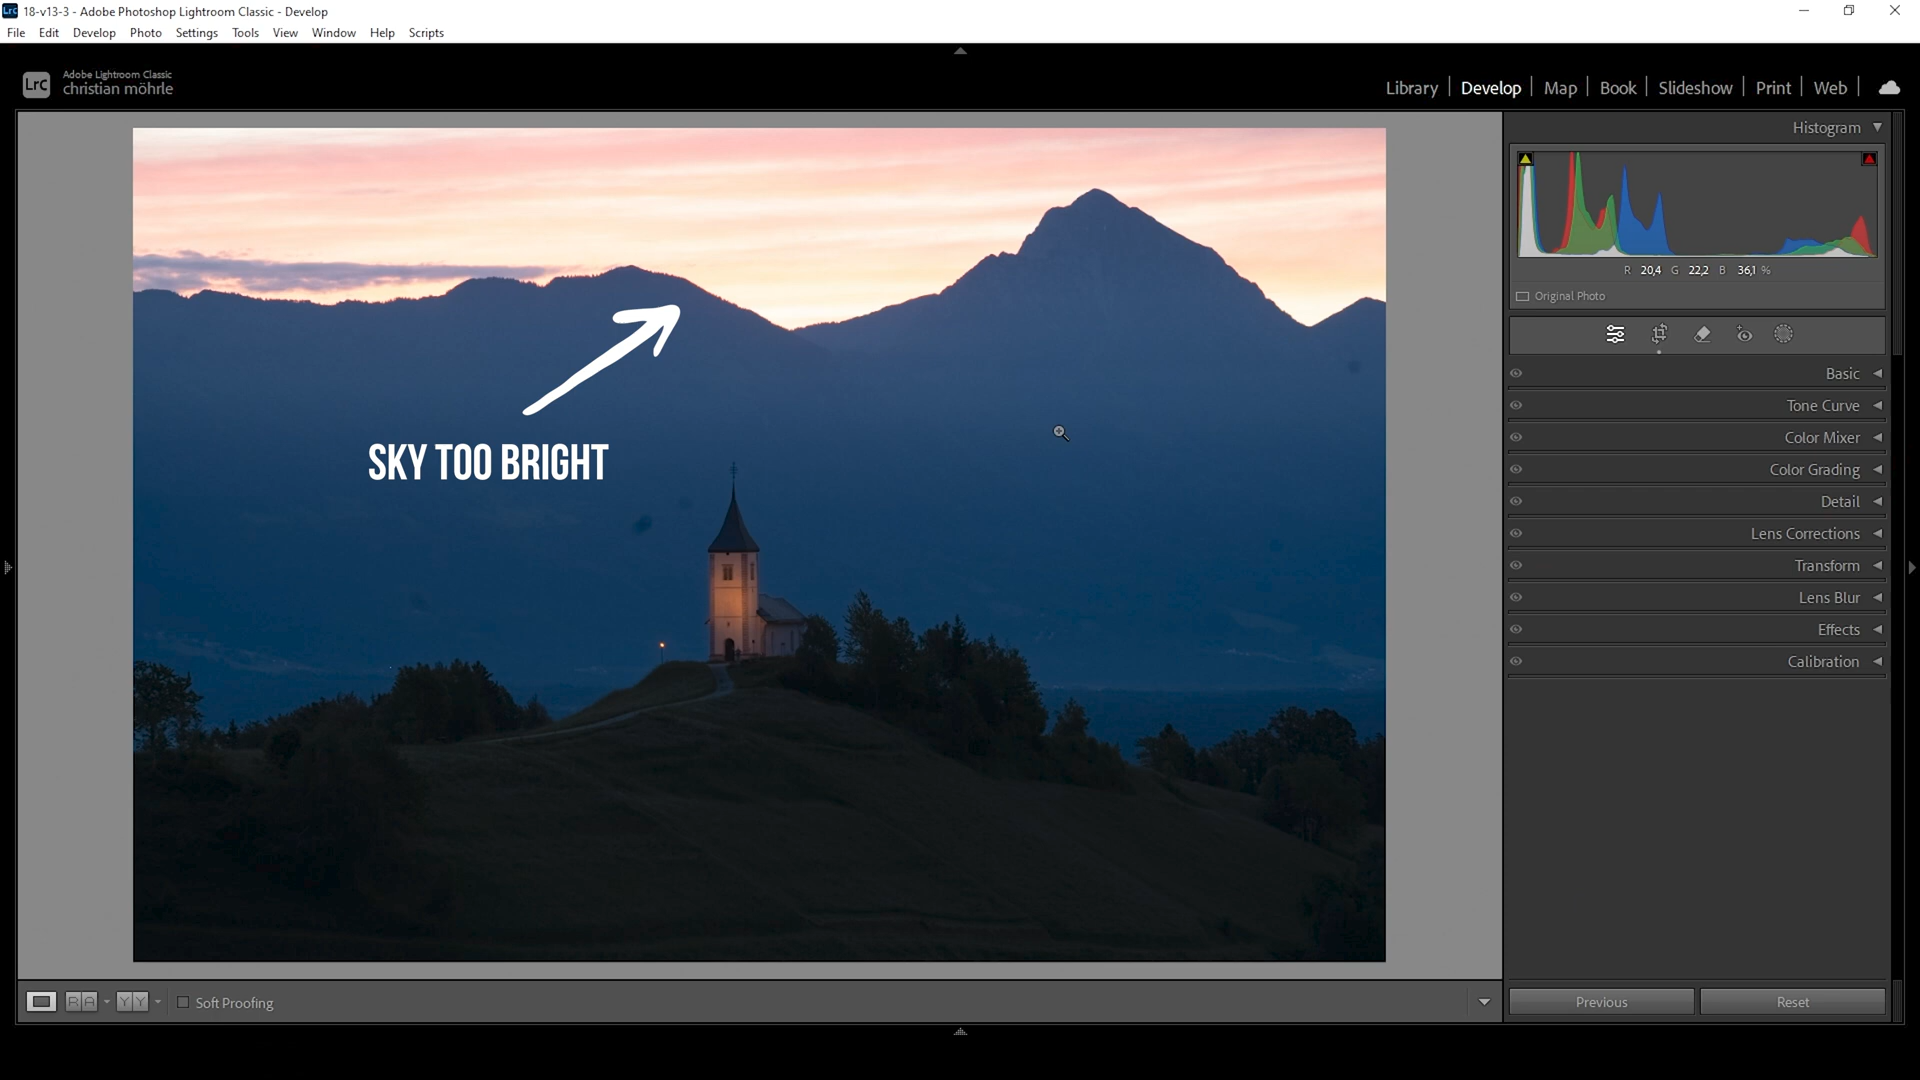 18-v13-3 - Adobe Photoshop Lightroom Classic - Develop
File Edit Develop Photo Settings Tools View Window Help Scripts
LrC Adobe Lightroom Classic
christian möhrle
Library Develop Map Book Slideshow Print Web
Histogram
R 20,4 G 22,2 B 36,1 %
Original Photo
Basic
Tone Curve
Color Mixer
Color Grading
Detail
Lens Corrections
Transform
Lens Blur
Effects
Calibration
SKY TOO BRIGHT
R A Y Y Soft Proofing
Previous Reset